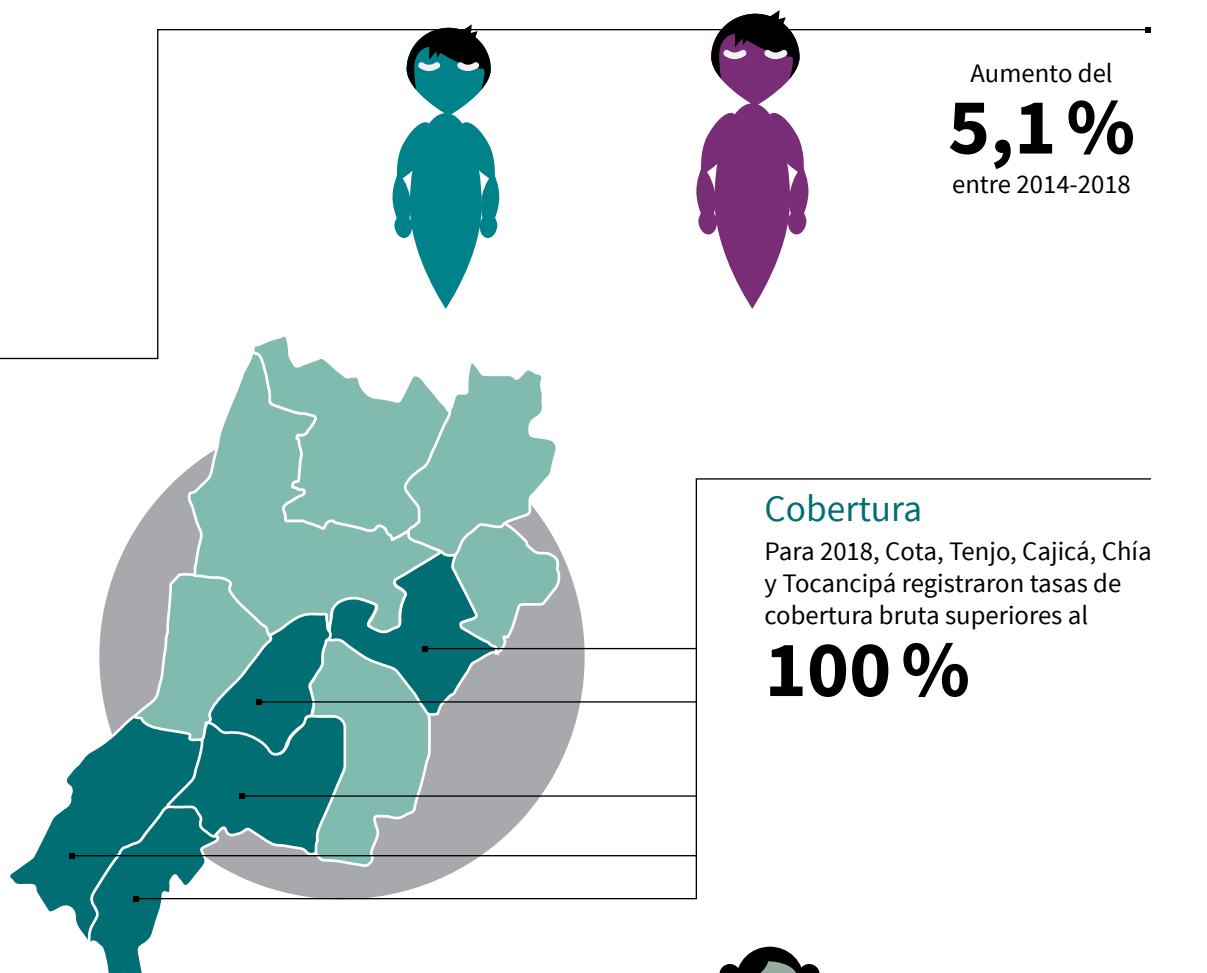 Aumento del
5,1 %
entre 2014-2018
Cobertura
Para 2018, Cota, Tenjo, Cajicá, Chía
y Tocancipá registraron tasas de
cobertura bruta superiores al
100 %